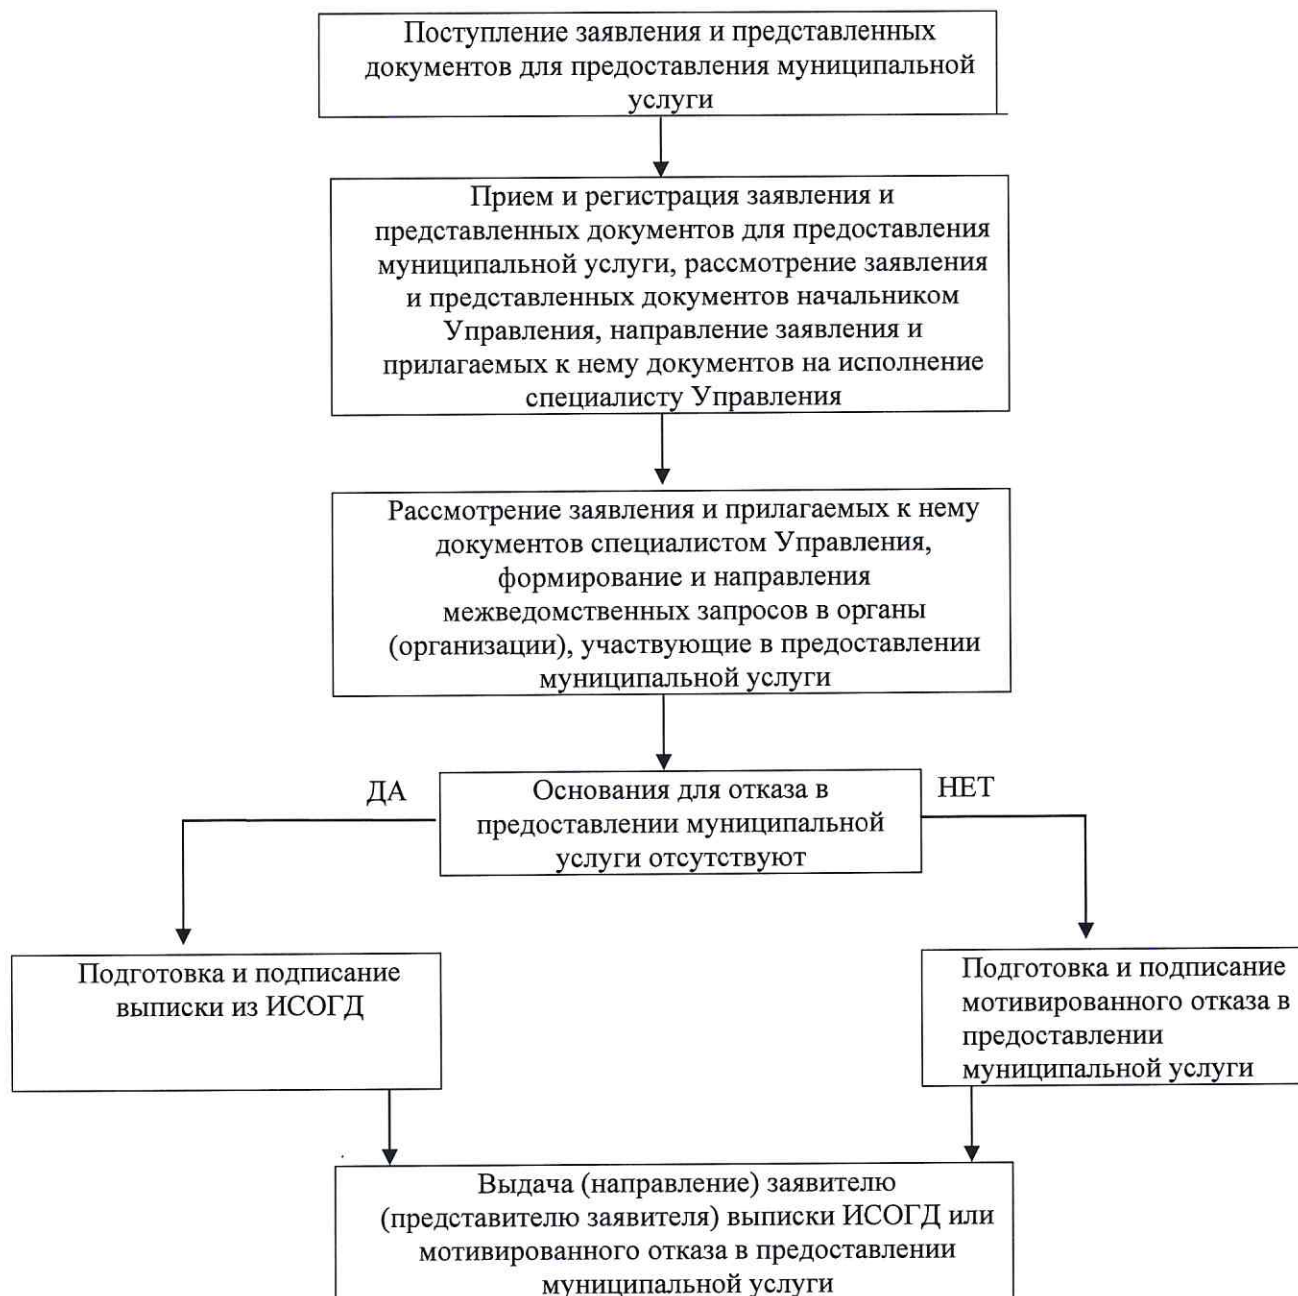 Поступление заявления и представленных
документов для предоставления муниципальной
услуги
Прием и регистрация заявления и
представленных документов для предоставления
муниципальной услуги, рассмотрение заявления
и представленных документов начальником
Управления, направление заявления и
прилагаемых к нему документов на исполнение
специалисту Управления
Рассмотрение заявления и прилагаемых к нему
документов специалистом Управления,
формирование и направления
межведомственных запросов в органы
(организации), участвующие в предоставлении
муниципальной услуги
ДА
Основания для отказа в
предоставлении муниципальной
услуги отсутствуют
НЕТ
Подготовка и подписание
выписки из ИСОГД
Подготовка и подписание
мотивированного отказа в
предоставлении
муниципальной услуги
Выдача (направление) заявителю
(представителю заявителя) выписки ИСОГД или
мотивированного отказа в предоставлении
муниципальной услуги